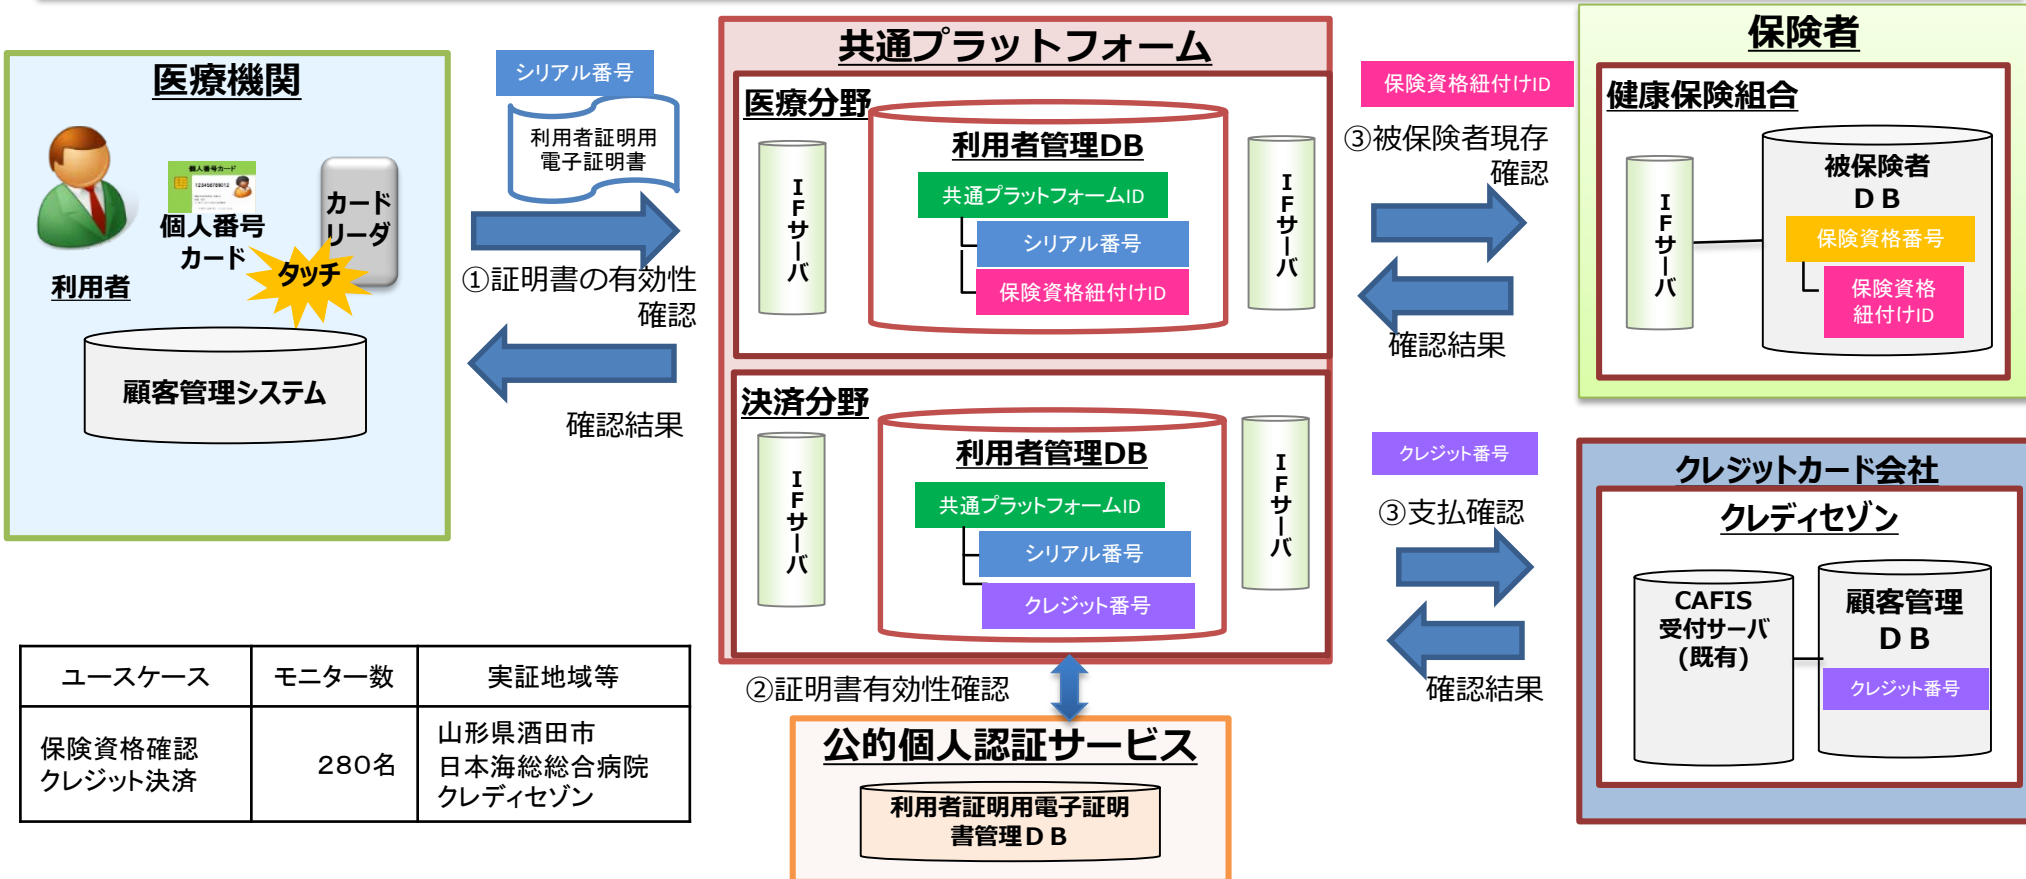 医療機関
個人番号カード
123456789012
個人番号
カード
カード
リーダ
タッチ
利用者
顧客管理システム
シリアル番号
利用者証明用
電子証明書
①証明書の有効性
確認
確認結果
共通プラットフォーム
医療分野
IFサーバ
利用者管理DB
共通プラットフォームID
シリアル番号
保険資格紐付けID
IFサーバ
決済分野
IFサーバ
利用者管理DB
共通プラットフォームID
シリアル番号
クレジット番号
IFサーバ
②証明書有効性確認
公的個人認証サービス
利用者証明用電子証明
書管理DB
保険資格紐付けID
③被保険者現存
確認
確認結果
保険者
健康保険組合
IFサーバ
被保険者
DB
保険資格番号
保険資格
紐付けID
クレジット番号
③支払確認
確認結果
クレジットカード会社
クレディセゾン
CAFIS
受付サーバ
(既有)
顧客管理
DB
クレジット番号
ユースケース
モニター数
実証地域等
保険資格確認
クレジット決済
280名
山形県酒田市
日本海総総合病院
クレディセゾン